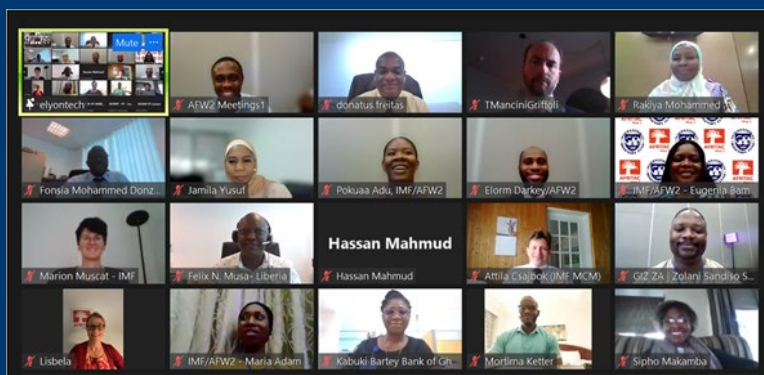 Mute ...
elyontech
AFW2 Meetings1
donatus.freitas
TManciniGriffoli
Rakiya Mohammed
Fonsia Mohammed Donz...
Jamila Yusuf
Pokuaa Adu, IMF/AFW2
Elorm Darkey/AFW2
AFRITAC
IMF/AFW2 - Eugenia Bam
Marion Muscat - IMF
Felix N. Musa- Liberia
Hassan Mahmud
Hassan Mahmud
Attila Csajbok (IMF MCM)
GIZ ZA | Zolani Sandiso S...
Lisbela
IMF/AFW2 - Maria Adam
Kabuki Bartey Bank of Gh...
Mortima Ketter
Sipho Makamba